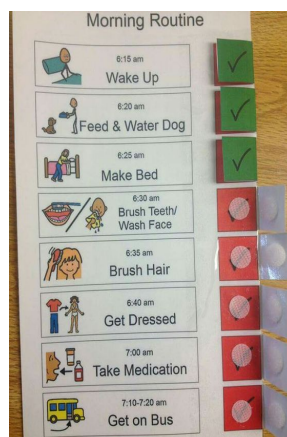 Morning Routine
6:15 am
Wake Up
6:20 am
Feed & Water Dog
6:25 am
Make Bed
6:30 am
Brush Teeth/
Wash Face
6:35 am
Brush Hair
6:40 am
Get Dressed
7:00 am
Take Medication
7:10-7:20 am
Get on Bus